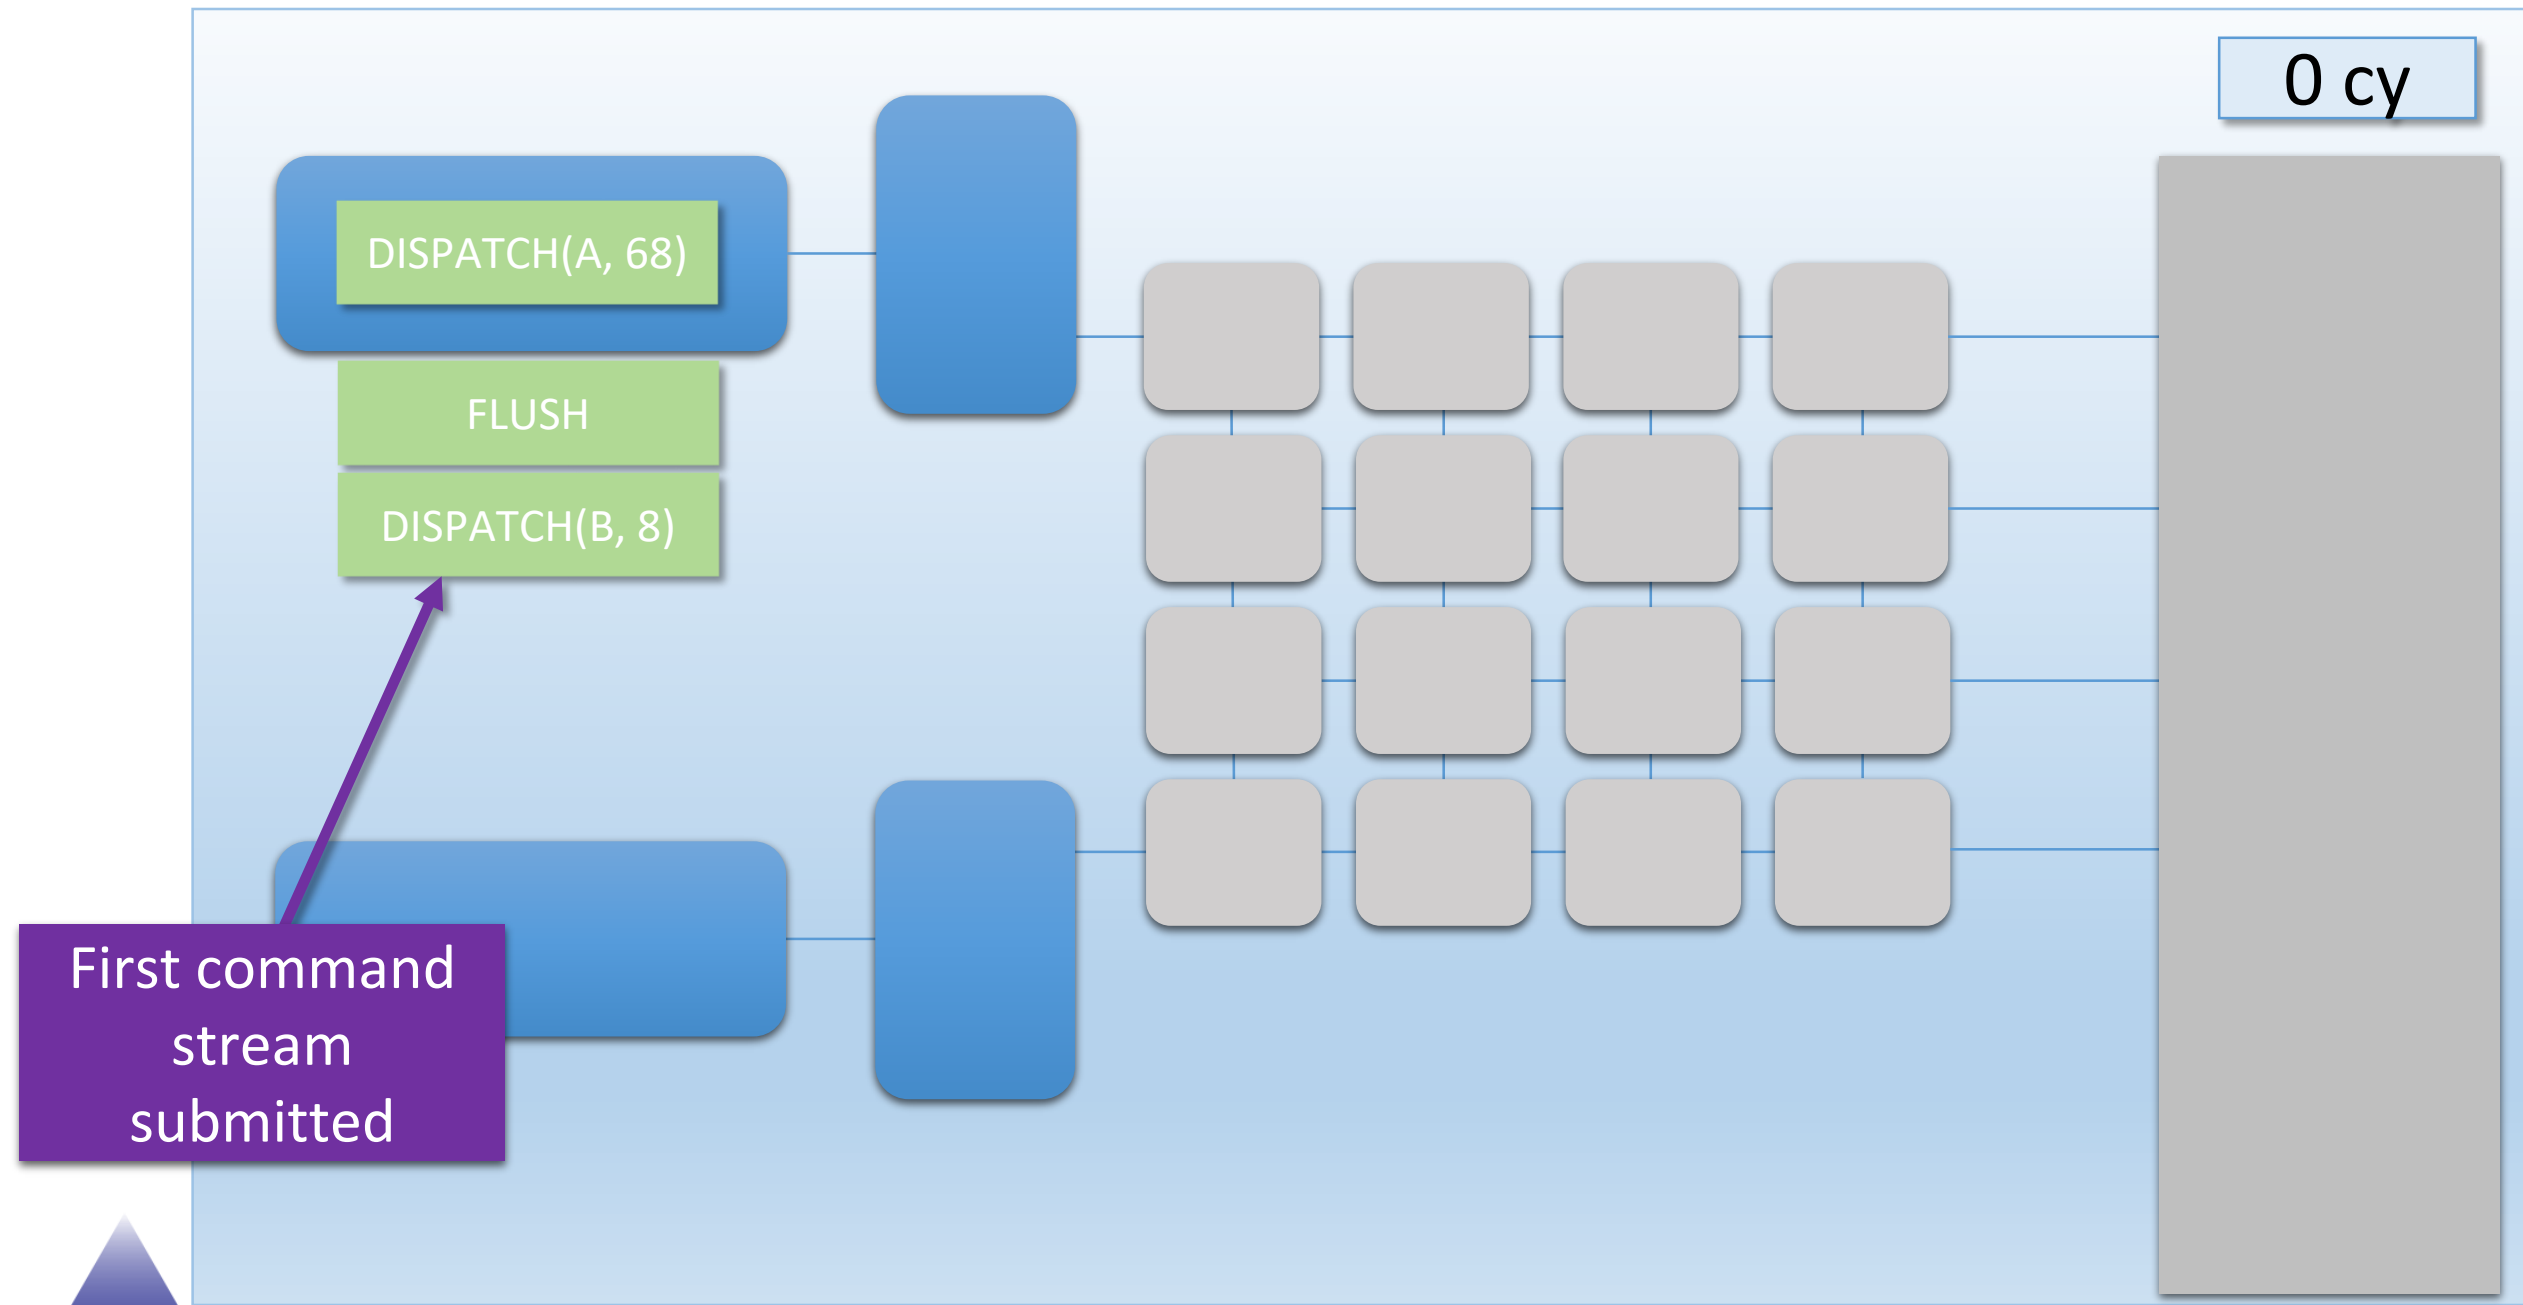 0 cy
DISPATCH(A, 68)
FLUSH
DISPATCH(B, 8)
First command
stream
submitted